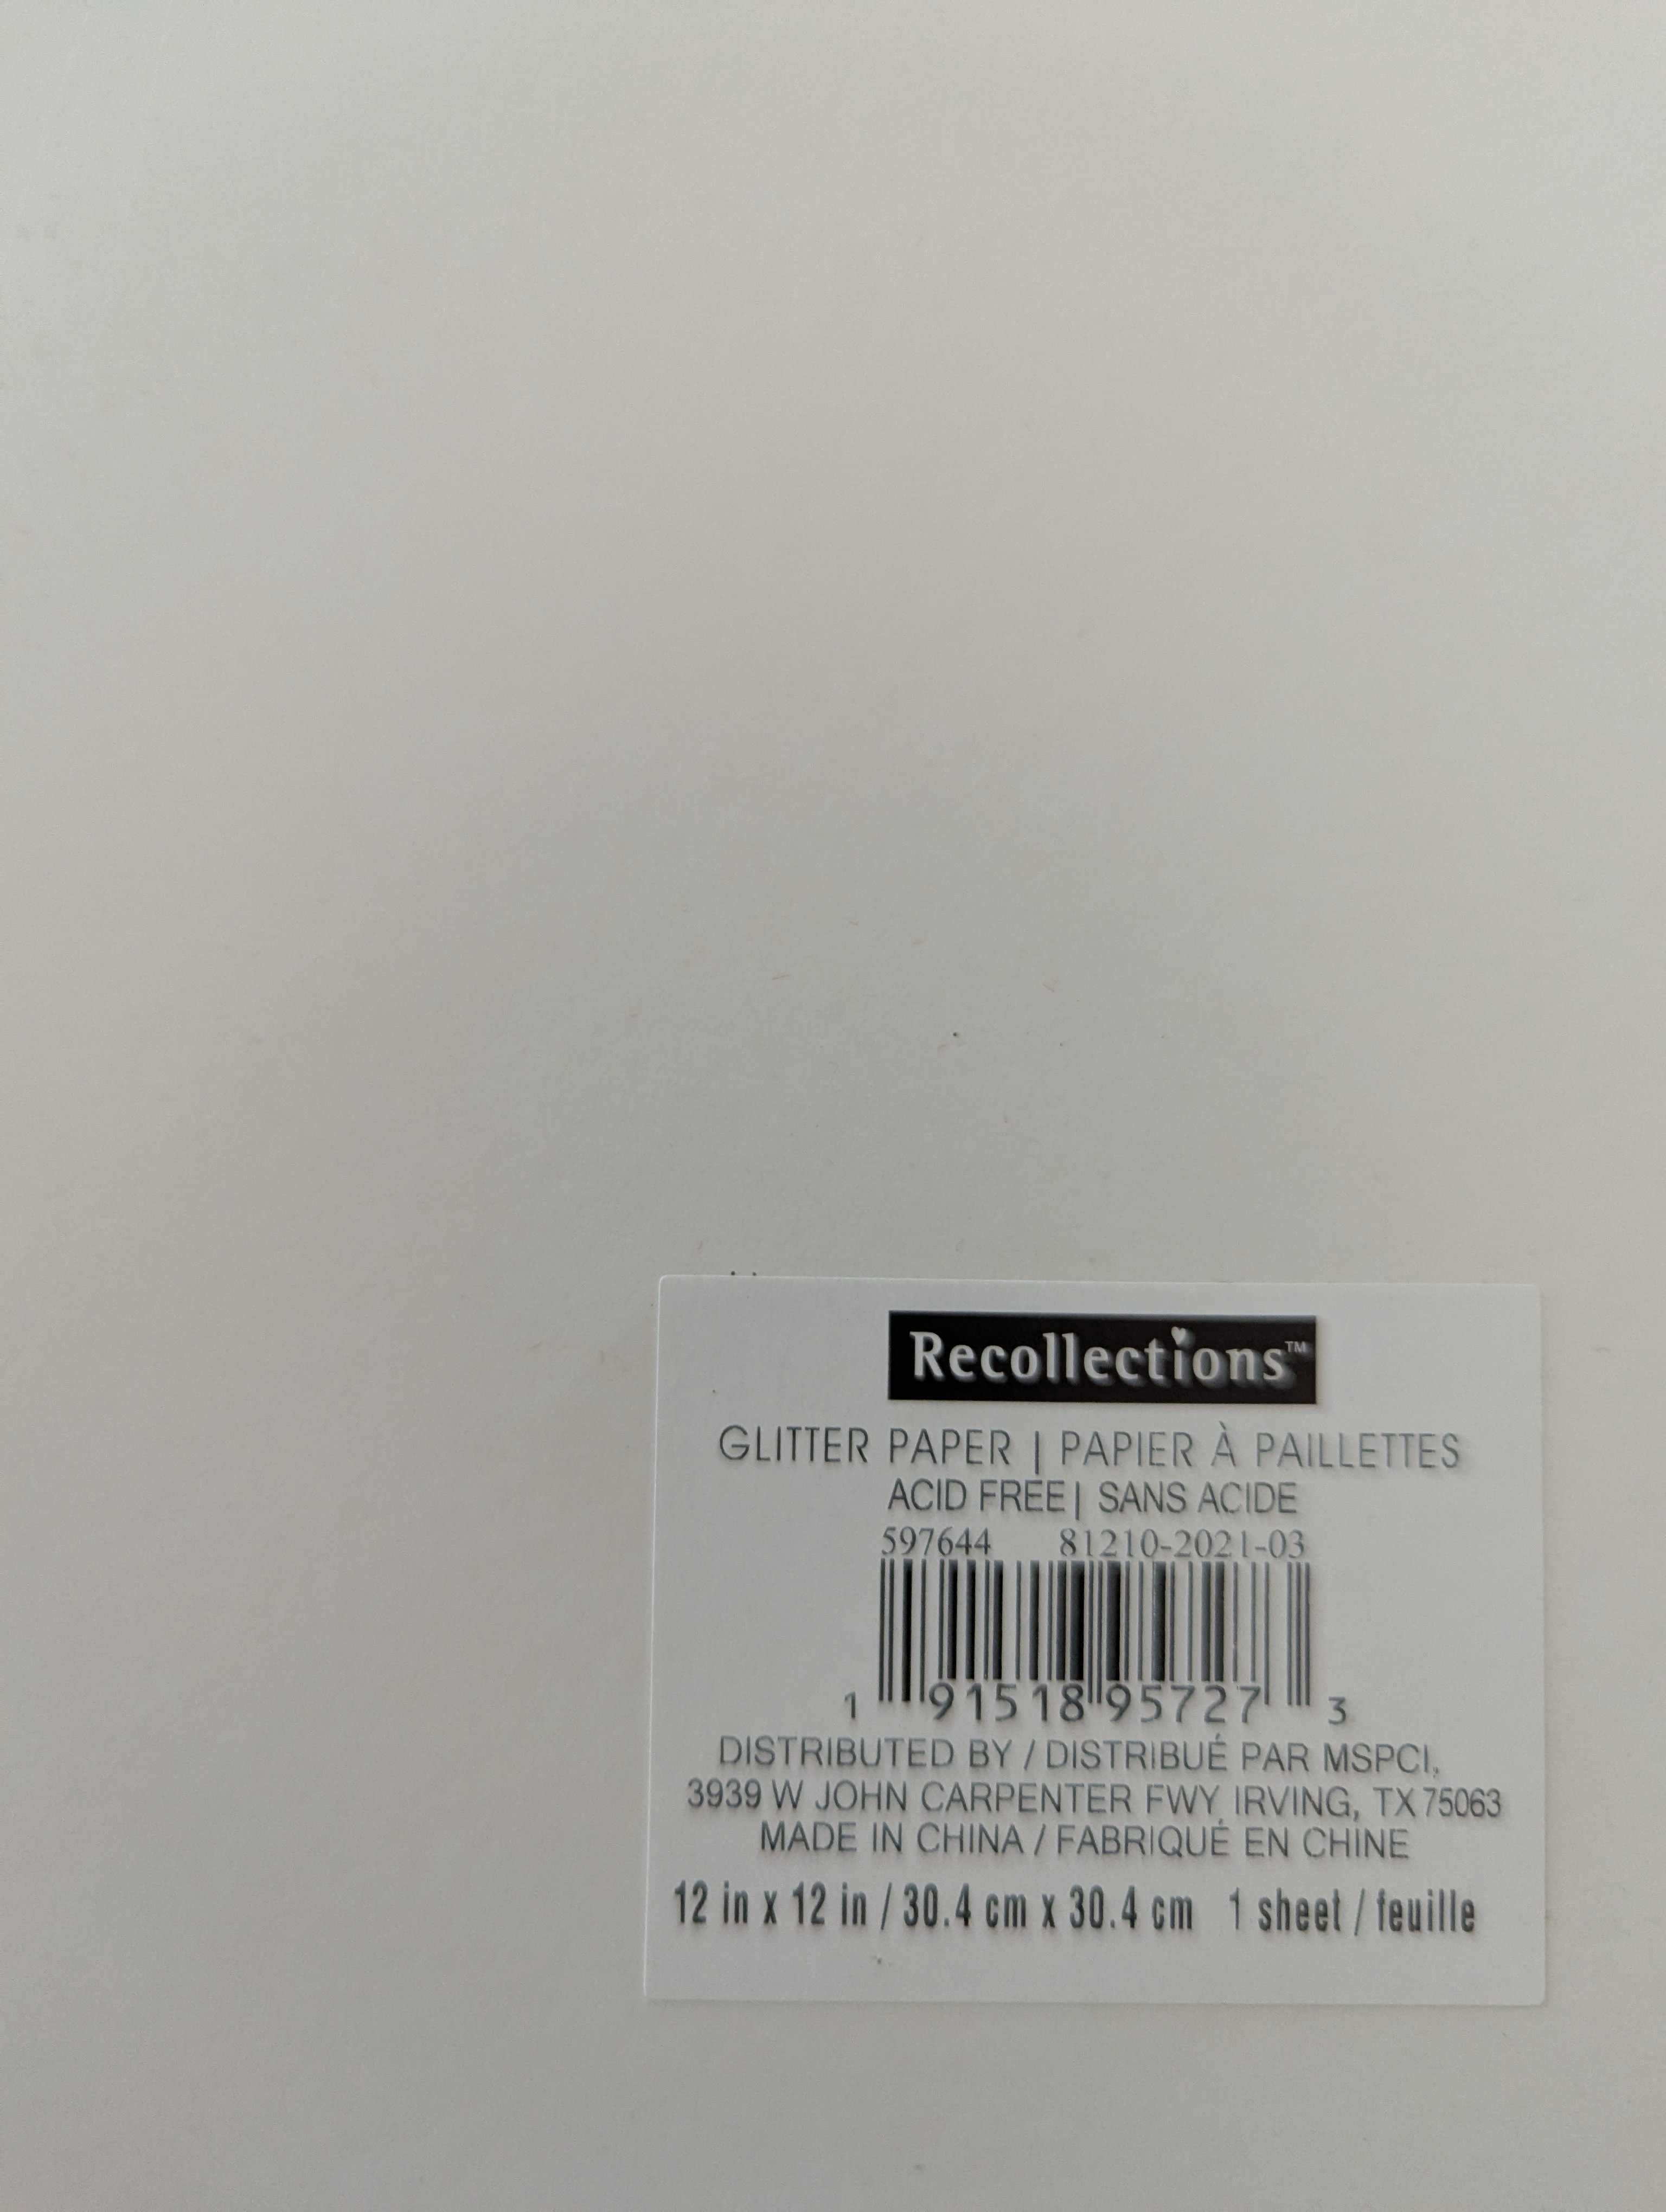 Recollections™
GLITTER PAPER | PAPIER À PAILLETTES
ACID FREE | SANS ACIDE
597644 81210-2021-03
1 91518 95727 3
DISTRIBUTED BY / DISTRIBUÉ PAR MSPCI,
3939 W JOHN CARPENTER FWY, IRVING, TX 75063
MADE IN CHINA / FABRIQUÉ EN CHINE
12 in x 12 in / 30.4 cm x 30.4 cm 1 sheet / feuille